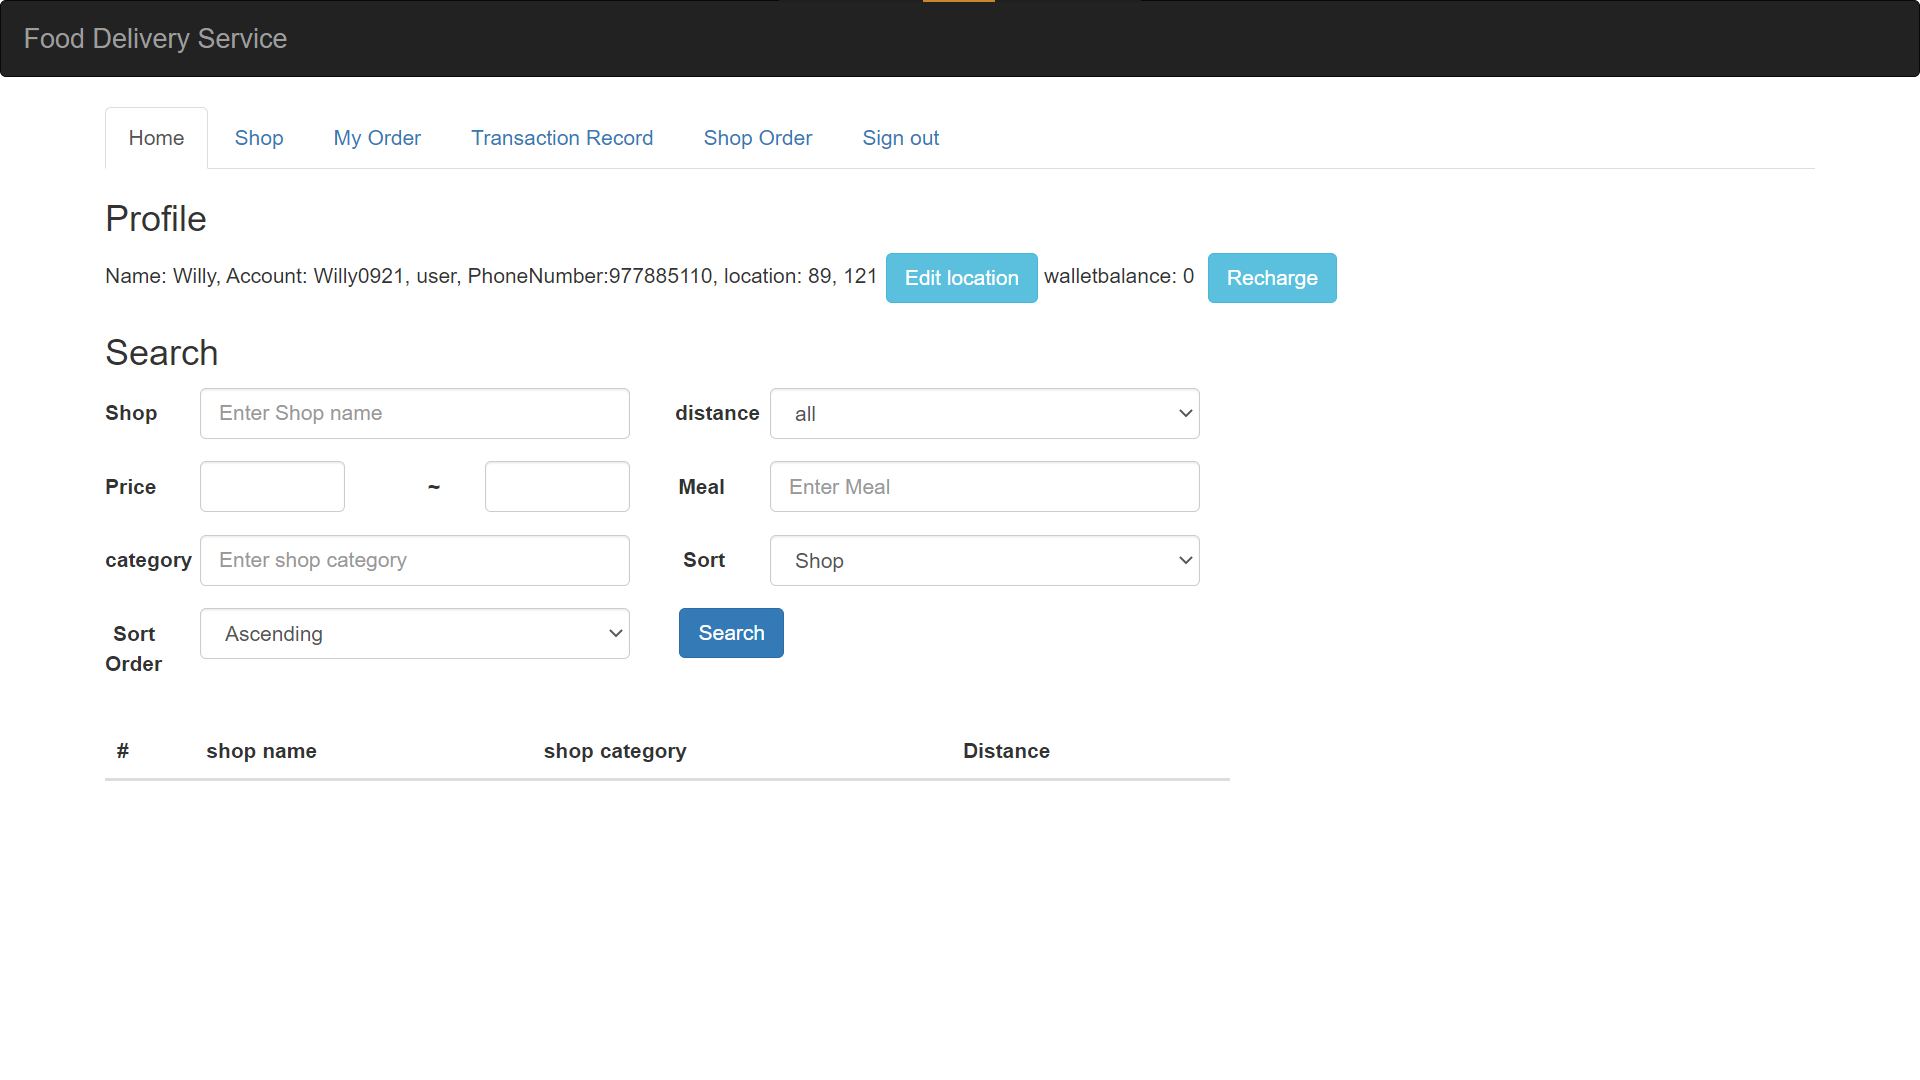 Food Delivery Service
Home Shop My Order Transaction Record Shop Order Sign out
Profile
Name: Willy, Account: Willy0921, user, PhoneNumber:977885110, location: 89, 121 Edit location walletbalance: 0 Recharge
Search
Shop Enter Shop name distance all
Price ~ Meal Enter Meal
category Enter shop category Sort Shop
Sort Order Ascending Search
# shop name shop category Distance